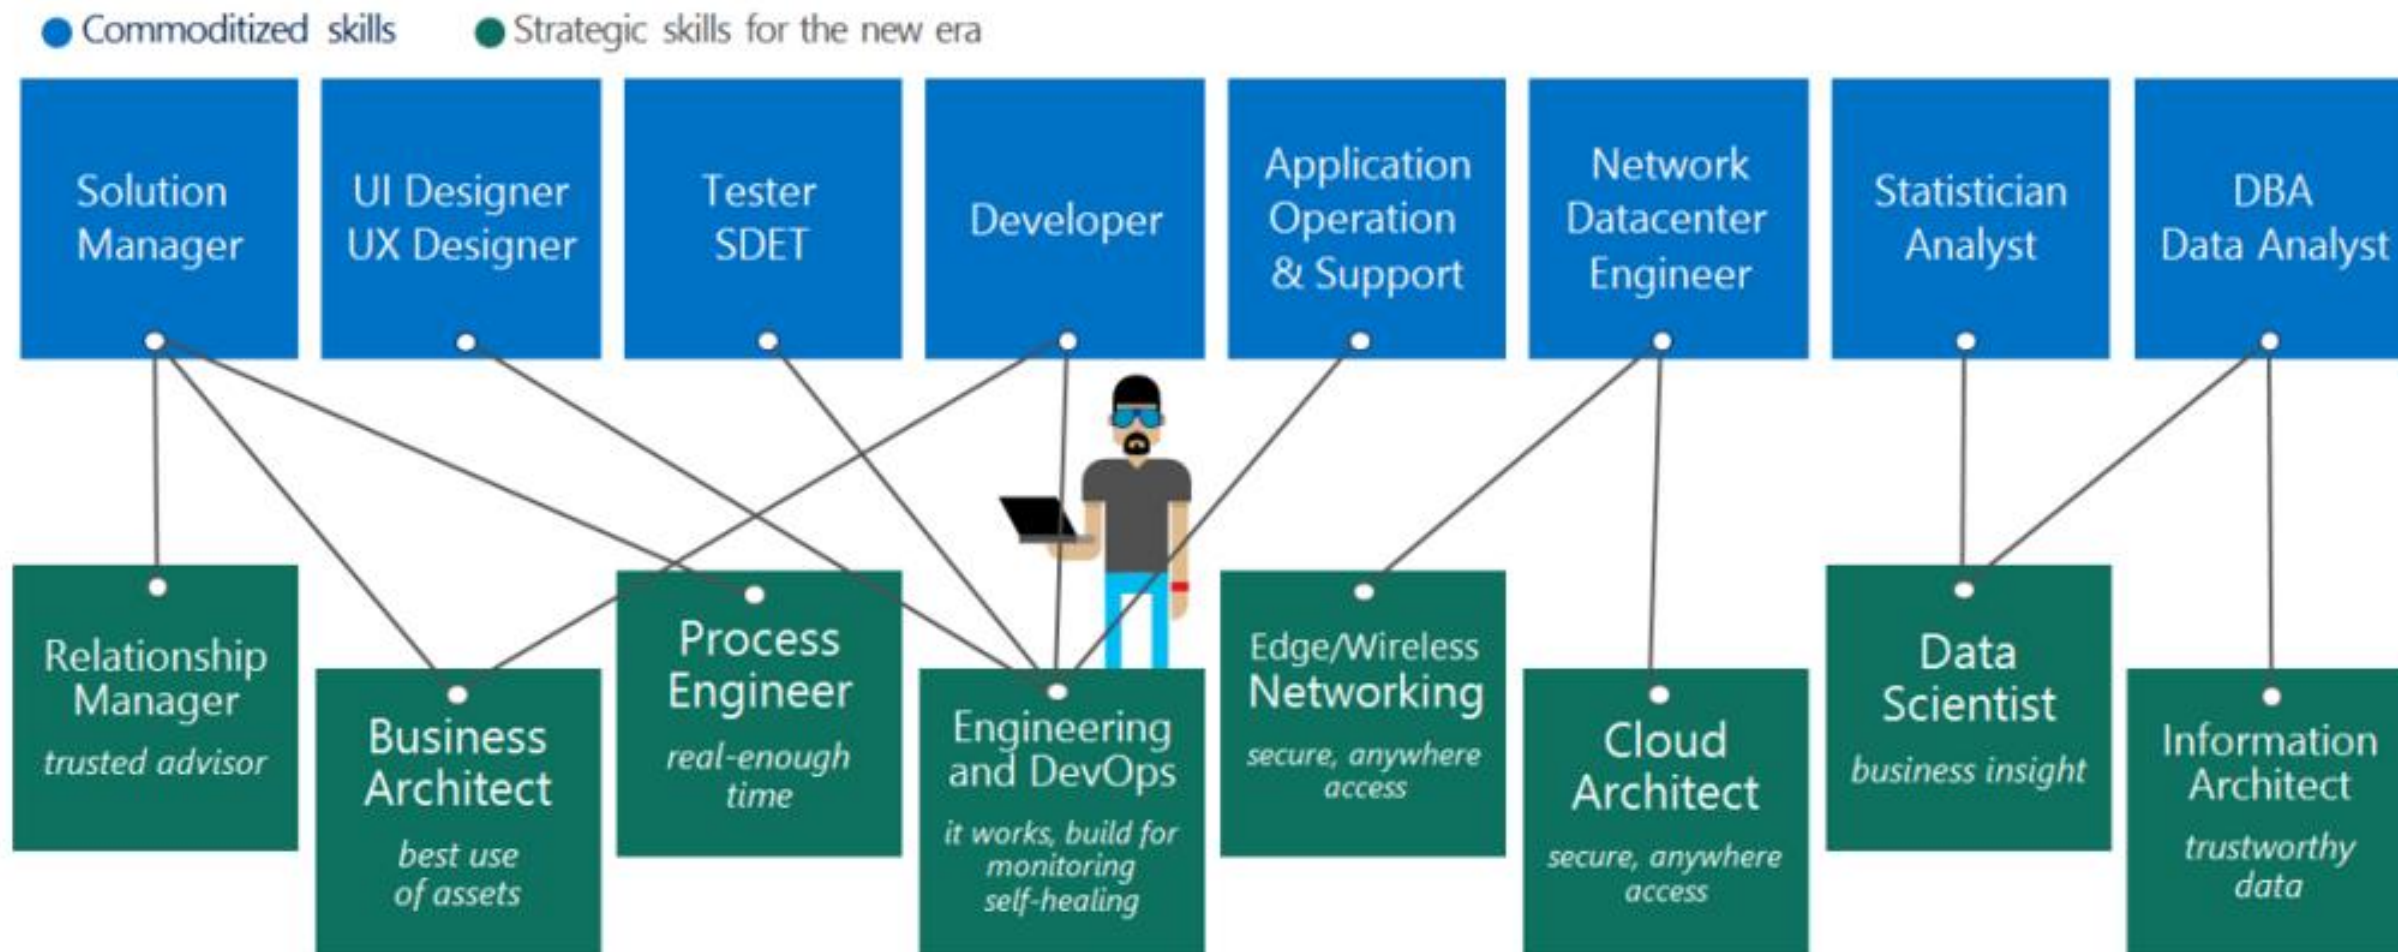 Commoditized skills
Strategic skills for the new era
Solution
Manager
UI Designer
UX Designer
Tester
SDET
Developer
Application
Operation
& Support
Network
Datacenter
Engineer
Statistician
Analyst
DBA
Data Analyst
Relationship
Manager
trusted advisor
Business
Architect
best use
of assets
Process
Engineer
real-enough
time
Engineering
and DevOps
it works, build for
monitoring
self-healing
Edge/Wireless
Networking
secure, anywhere
access
Cloud
Architect
secure, anywhere
access
Data
Scientist
business insight
Information
Architect
trustworthy
data